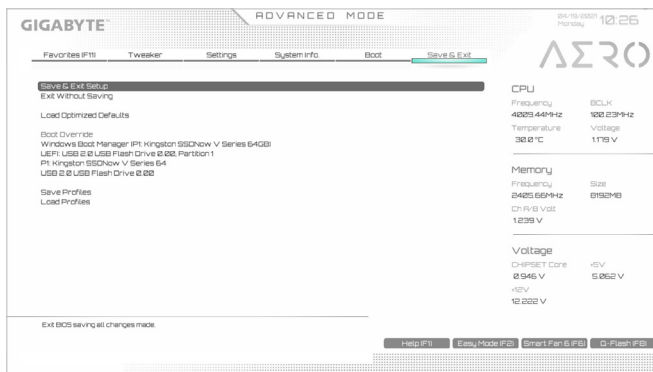 GIGABYTE™
ADVANCED MODE
04/19/2021
Monday
10:26
Favorites (F11)
Tweaker
Settings
System Info.
Boot
Save & Exit
AERO
Save & Exit Setup
Exit Without Saving
Load Optimized Defaults
Boot Override
Windows Boot Manager (P1: Kingston SSDNow V Series 64GB)
UEFI: USB 2.0 USB Flash Drive 0.00, Partition 1
P1: Kingston SSDNow V Series 64
USB 2.0 USB Flash Drive 0.00
Save Profiles
Load Profiles
CPU
Frequency BCLK
4009.44MHz 100.23MHz
Temperature Voltage
30.0 °C 1.179 V
Memory
Frequency Size
2405.66MHz 8192MB
Ch A/B Volt
1.239 V
Voltage
CHIPSET Core +5V
0.946 V 5.062 V
+12V
12.222 V
Exit BIOS saving all changes made.
Help (F1) Easy Mode (F2) Smart Fan 6 (F6) Q-Flash (F8)